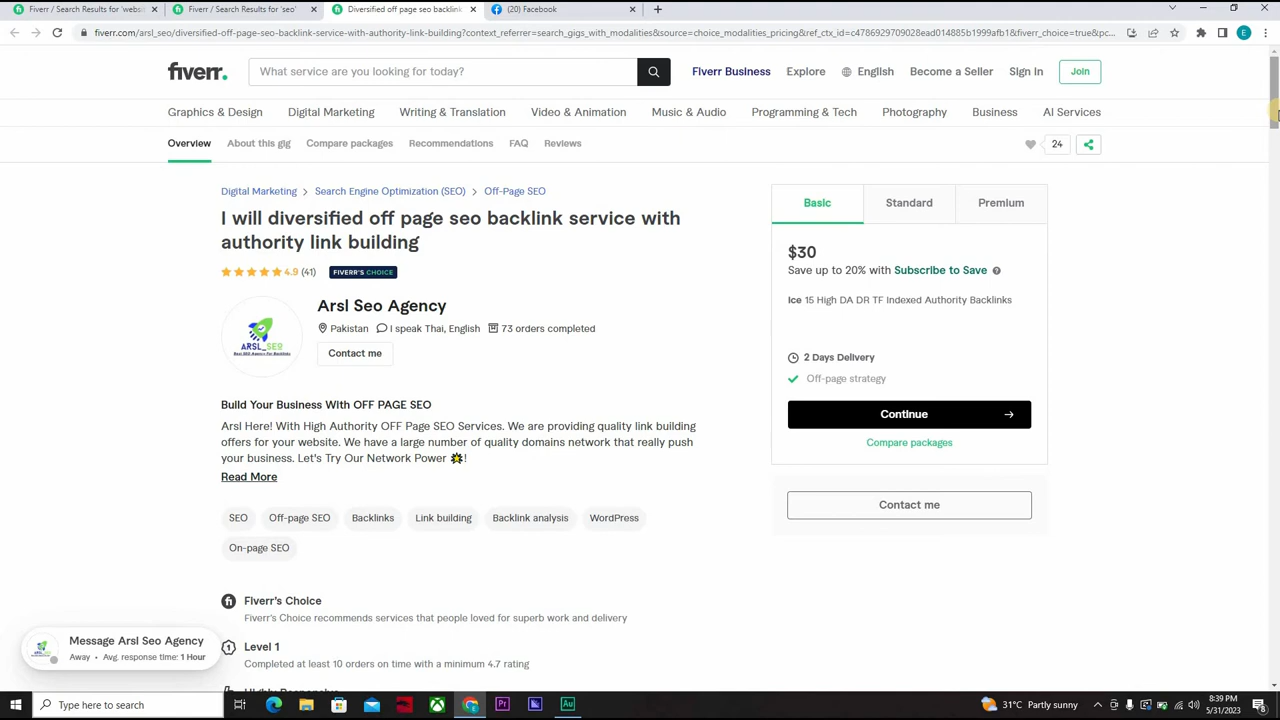 Fiverr / Search Results for 'websi
Fiverr / Search Results for 'seo'
Diversified off page seo backlink
(20) Facebook
fiverr.com/arsl_seo/diversified-off-page-seo-backlink-service-with-authority-link-building?context_referrer=search_gigs_with_modalities&source=choice_modalities_pricing&ref_ctx_id=c4786929709028ead014885b1999afb1&fiverr_choice=true&pc...
E
fiverr.
What service are you looking for today?
Fiverr Business
Explore
English
Become a Seller
Sign In
Join
Graphics & Design
Digital Marketing
Writing & Translation
Video & Animation
Music & Audio
Programming & Tech
Photography
Business
AI Services
Overview
About this gig
Compare packages
Recommendations
FAQ
Reviews
24
Digital Marketing > Search Engine Optimization (SEO) > Off-Page SEO
I will diversified off page seo backlink service with
authority link building
4.9 (41) FIVERR'S CHOICE
ARSL_SEO
Best SEO Agency For Backlinks
Arsl Seo Agency
Pakistan I speak Thai, English 73 orders completed
Contact me
Build Your Business With OFF PAGE SEO
Arsl Here! With High Authority OFF Page SEO Services. We are providing quality link building
offers for your website. We have a large number of quality domains network that really push
your business. Let's Try Our Network Power !
Read More
SEO
Off-page SEO
Backlinks
Link building
Backlink analysis
WordPress
On-page SEO
Fiverr's Choice
Fiverr's Choice recommends services that people loved for superb work and delivery
Level 1
Completed at least 10 orders on time with a minimum 4.7 rating
Highly Responsive
Basic
Standard
Premium
$30
Save up to 20% with Subscribe to Save
Ice 15 High DA DR TF Indexed Authority Backlinks
2 Days Delivery
Off-page strategy
Continue
Compare packages
Contact me
Message Arsl Seo Agency
Away • Avg. response time: 1 Hour
Type here to search
Pr
Au
31°C Partly sunny
8:39 PM
5/31/2023